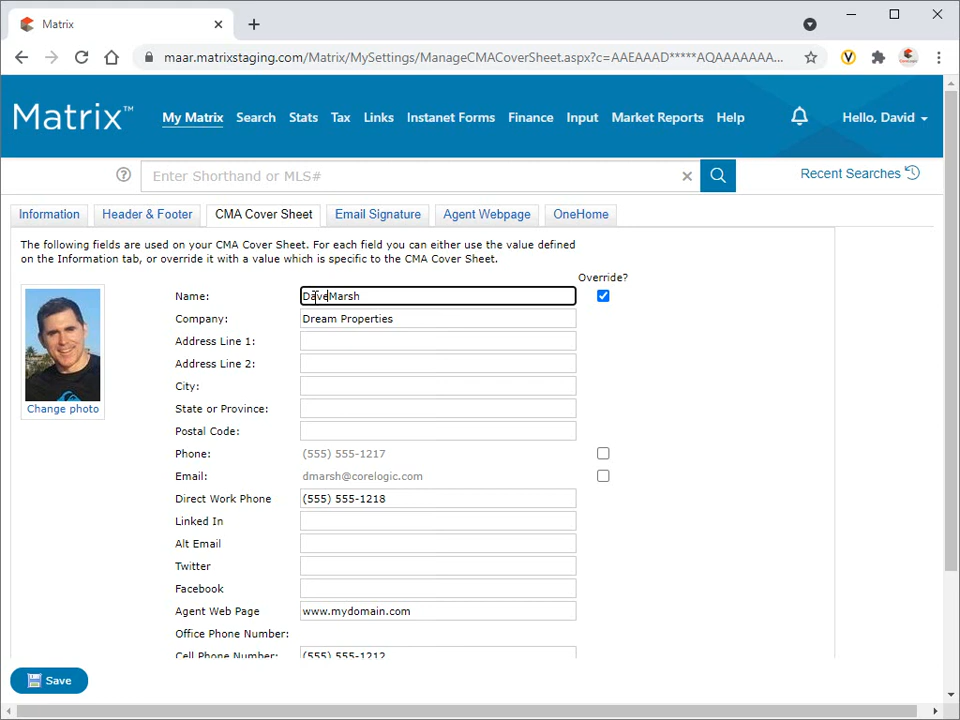 Matrix
maar.matrixstaging.com/Matrix/MySettings/ManageCMACoverSheet.aspx?c=AAEAAAD*****AQAAAAAAA...
Matrix™
My Matrix Search Stats Tax Links Instanet Forms Finance Input Market Reports Help
Hello, David
Enter Shorthand or MLS#
Recent Searches
Information Header & Footer CMA Cover Sheet Email Signature Agent Webpage OneHome
The following fields are used on your CMA Cover Sheet. For each field you can either use the value defined
on the Information tab, or override it with a value which is specific to the CMA Cover Sheet.
Override?
Name: DaveMarsh
Company: Dream Properties
Address Line 1:
Address Line 2:
City:
Change photo
State or Province:
Postal Code:
Phone: (555) 555-1217
Email: dmarsh@corelogic.com
Direct Work Phone (555) 555-1218
Linked In
Alt Email
Twitter
Facebook
Agent Web Page www.mydomain.com
Office Phone Number:
Cell Phone Number: (555) 555-1212
Save